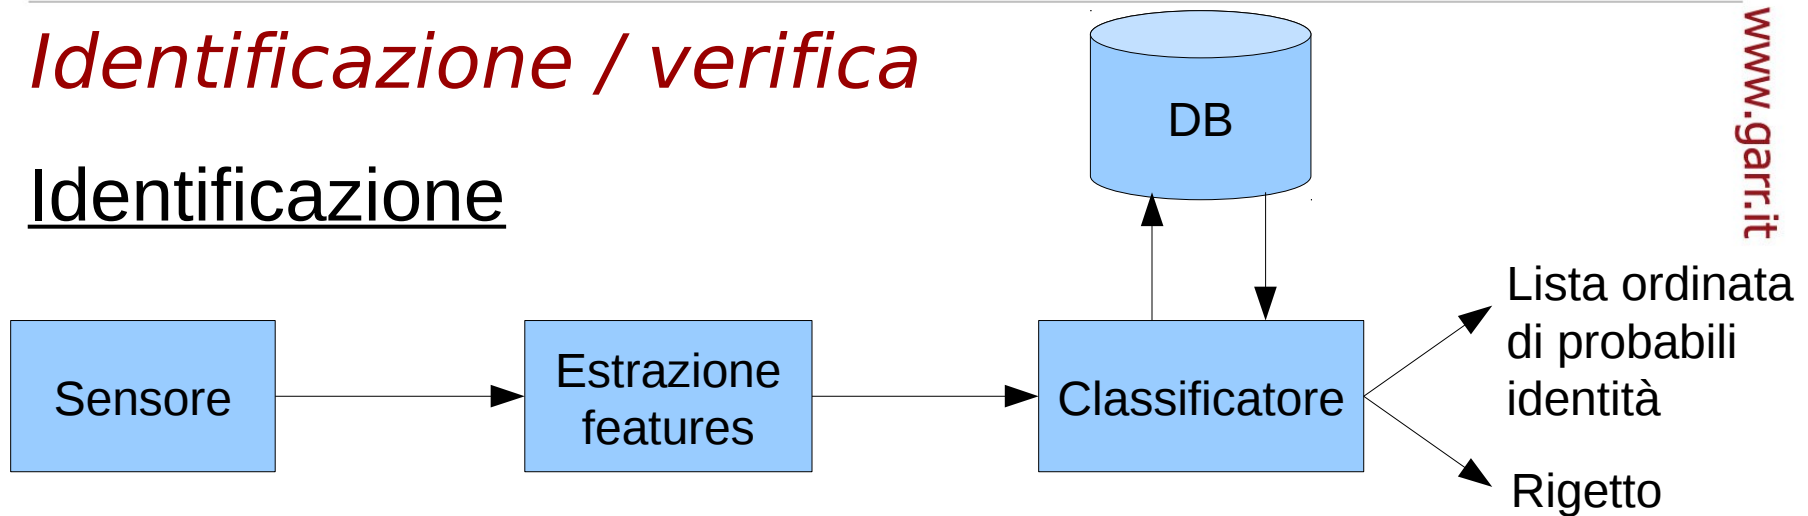 Identificazione / verifica
www.garr.it
Identificazione
DB
Sensore
Estrazione
features
Classificatore
Lista ordinata
di probabili
identità
Rigetto